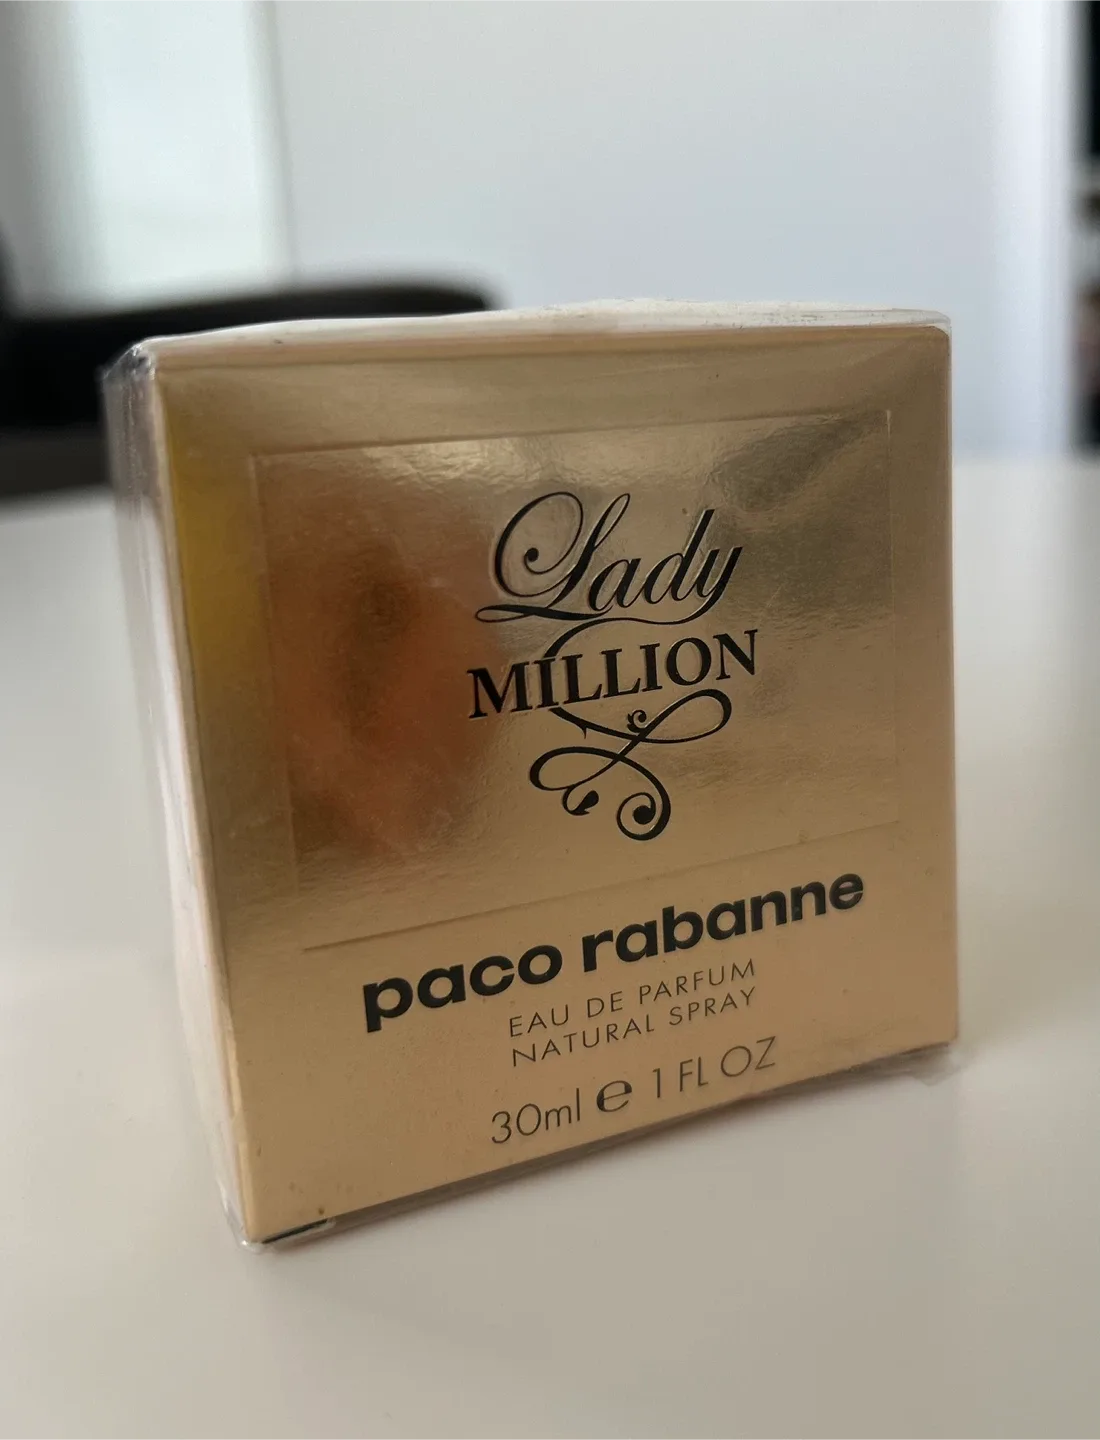 Lady
MILLION
paco rabanne
EAU DE PARFUM
NATURAL SPRAY
30ml ℮ 1 FL OZ